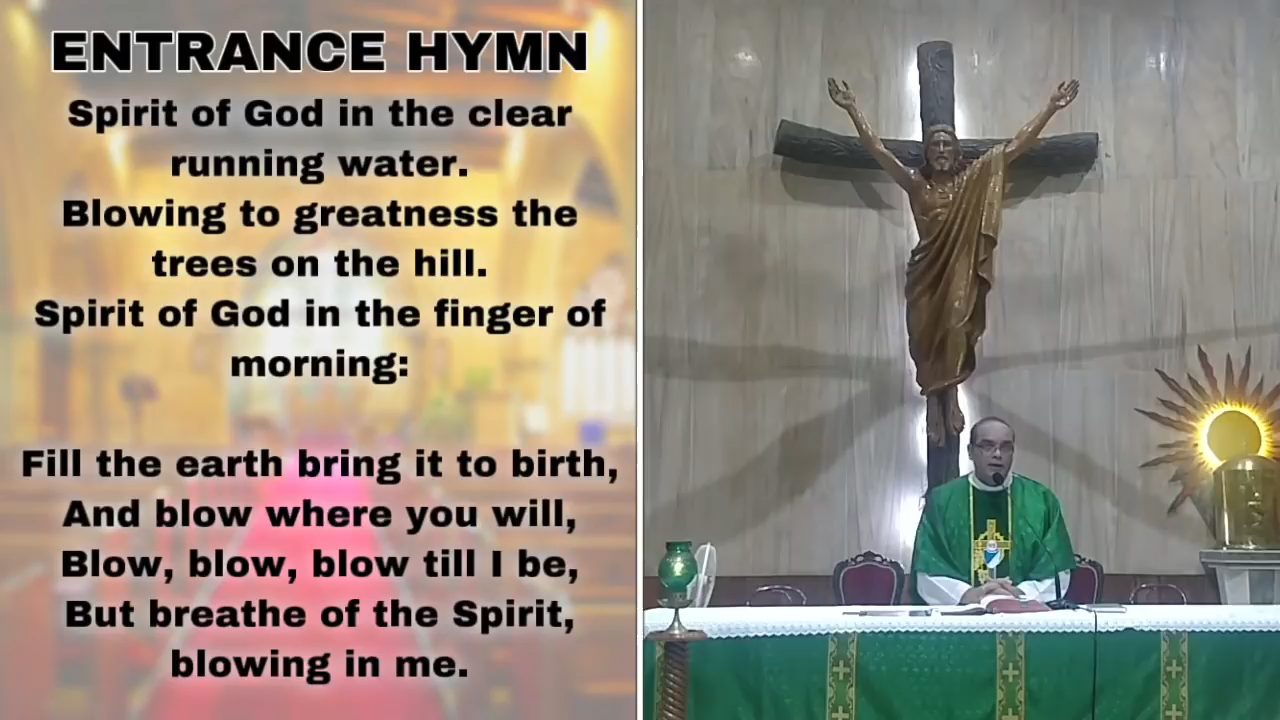 ENTRANCE HYMN
Spirit of God in the clear
running water.
Blowing to greatness the
trees on the hill.
Spirit of God in the finger of
morning:
Fill the earth bring it to birth,
And blow where you will,
Blow, blow, blow till I be,
But breathe of the Spirit,
blowing in me.